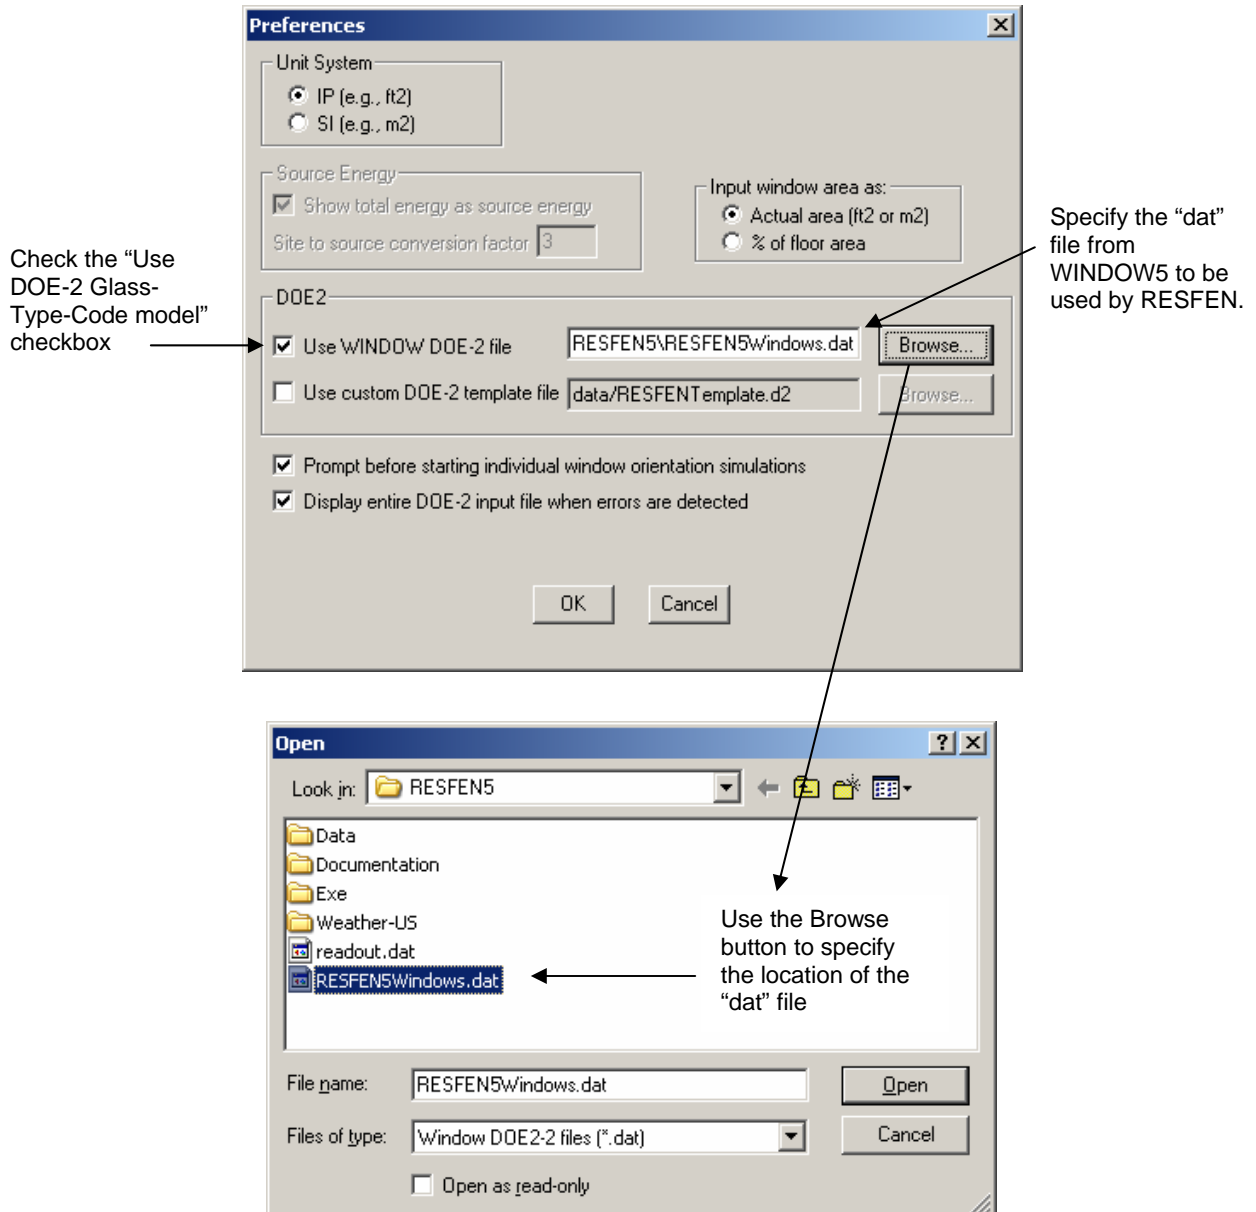 Preferences
Unit System
IP (e.g., ft2)
SI (e.g., m2)
Source Energy
Show total energy as source energy
Site to source conversion factor 3
Input window area as:
Actual area (ft2 or m2)
% of floor area
Specify the “dat”
file from
WINDOW5 to be
used by RESFEN.
Check the “Use
DOE-2 Glass-
Type-Code model”
checkbox
DOE2
Use WINDOW DOE-2 file RESFEN5\RESFEN5Windows.dat Browse...
Use custom DOE-2 template file data/RESFENTemplate.d2 Browse...
Prompt before starting individual window orientation simulations
Display entire DOE-2 input file when errors are detected
OK Cancel
Open
Look in: RESFEN5
Data
Documentation
Exe
Weather-US
readout.dat
RESFEN5Windows.dat
Use the Browse
button to specify
the location of the
“dat” file
File name: RESFEN5Windows.dat Open
Files of type: Window DOE2-2 files (*.dat) Cancel
Open as read-only